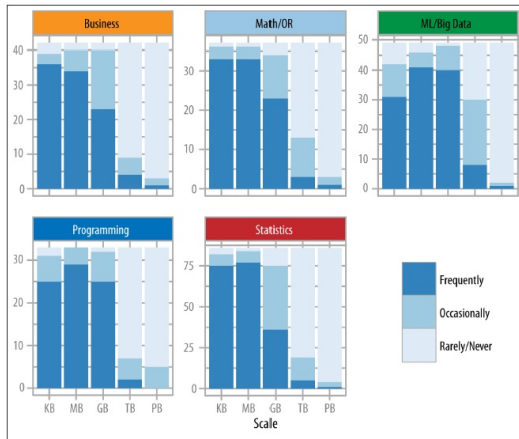 Business
40
30
20
10
0
Math/OR
30
20
10
0
ML/Big Data
50
40
30
20
10
0
Programming
30
20
10
0
KB MB GB TB PB
Statistics
75
50
25
0
KB MB GB TB PB
Scale
Frequently
Occasionally
Rarely/Never